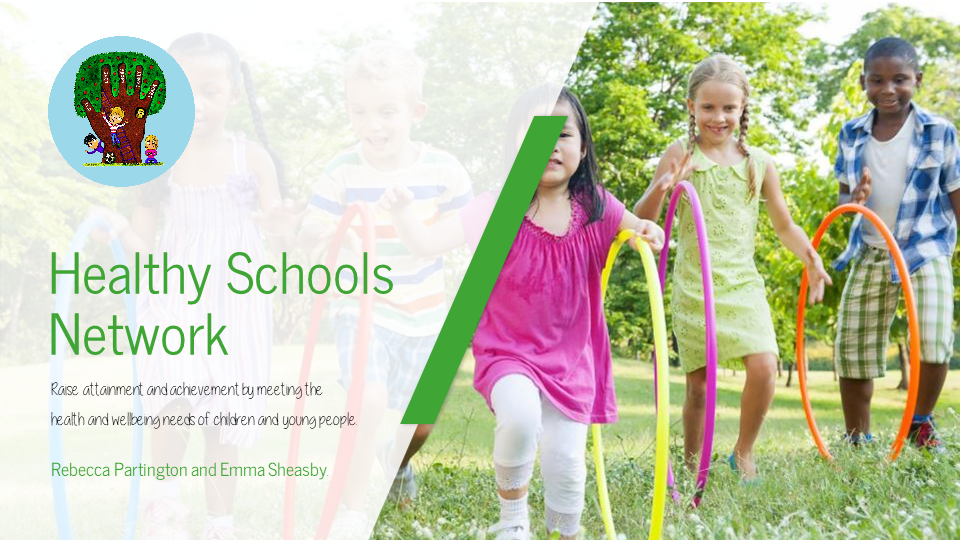 Healthy Schools
Network
Raise attainment and achievement by meeting the
health and wellbeing needs of children and young people.
Rebecca Partington and Emma Sheasby.